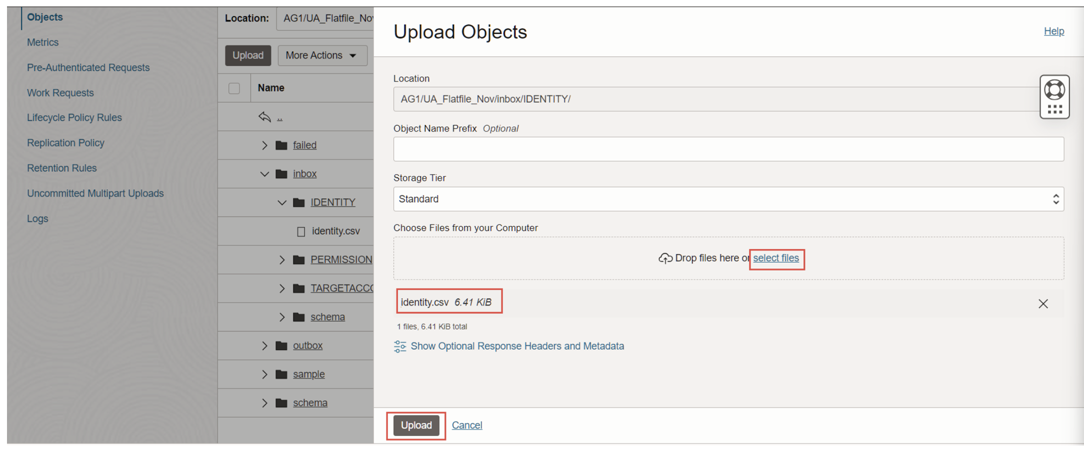 Objects
Metrics
Pre-Authenticated Requests
Work Requests
Lifecycle Policy Rules
Replication Policy
Retention Rules
Uncommitted Multipart Uploads
Logs
Location: AG1/UA_Flatfile_Nov
Upload More Actions
Name
..
failed
inbox
IDENTITY
identity.csv
PERMISSION
TARGETACCO
schema
outbox
sample
schema
Upload Objects
Help
Location
AG1/UA_Flatfile_Nov/inbox/IDENTITY/
Object Name Prefix Optional
Storage Tier
Standard
Choose Files from your Computer
Drop files here or select files
identity.csv 6.41 KiB
1 files, 6.41 KiB total
Show Optional Response Headers and Metadata
Upload Cancel